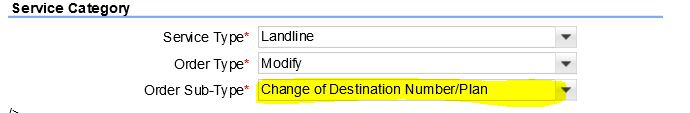 Service Category
Service Type* Landline
Order Type* Modify
Order Sub-Type* Change of Destination Number/Plan
/>